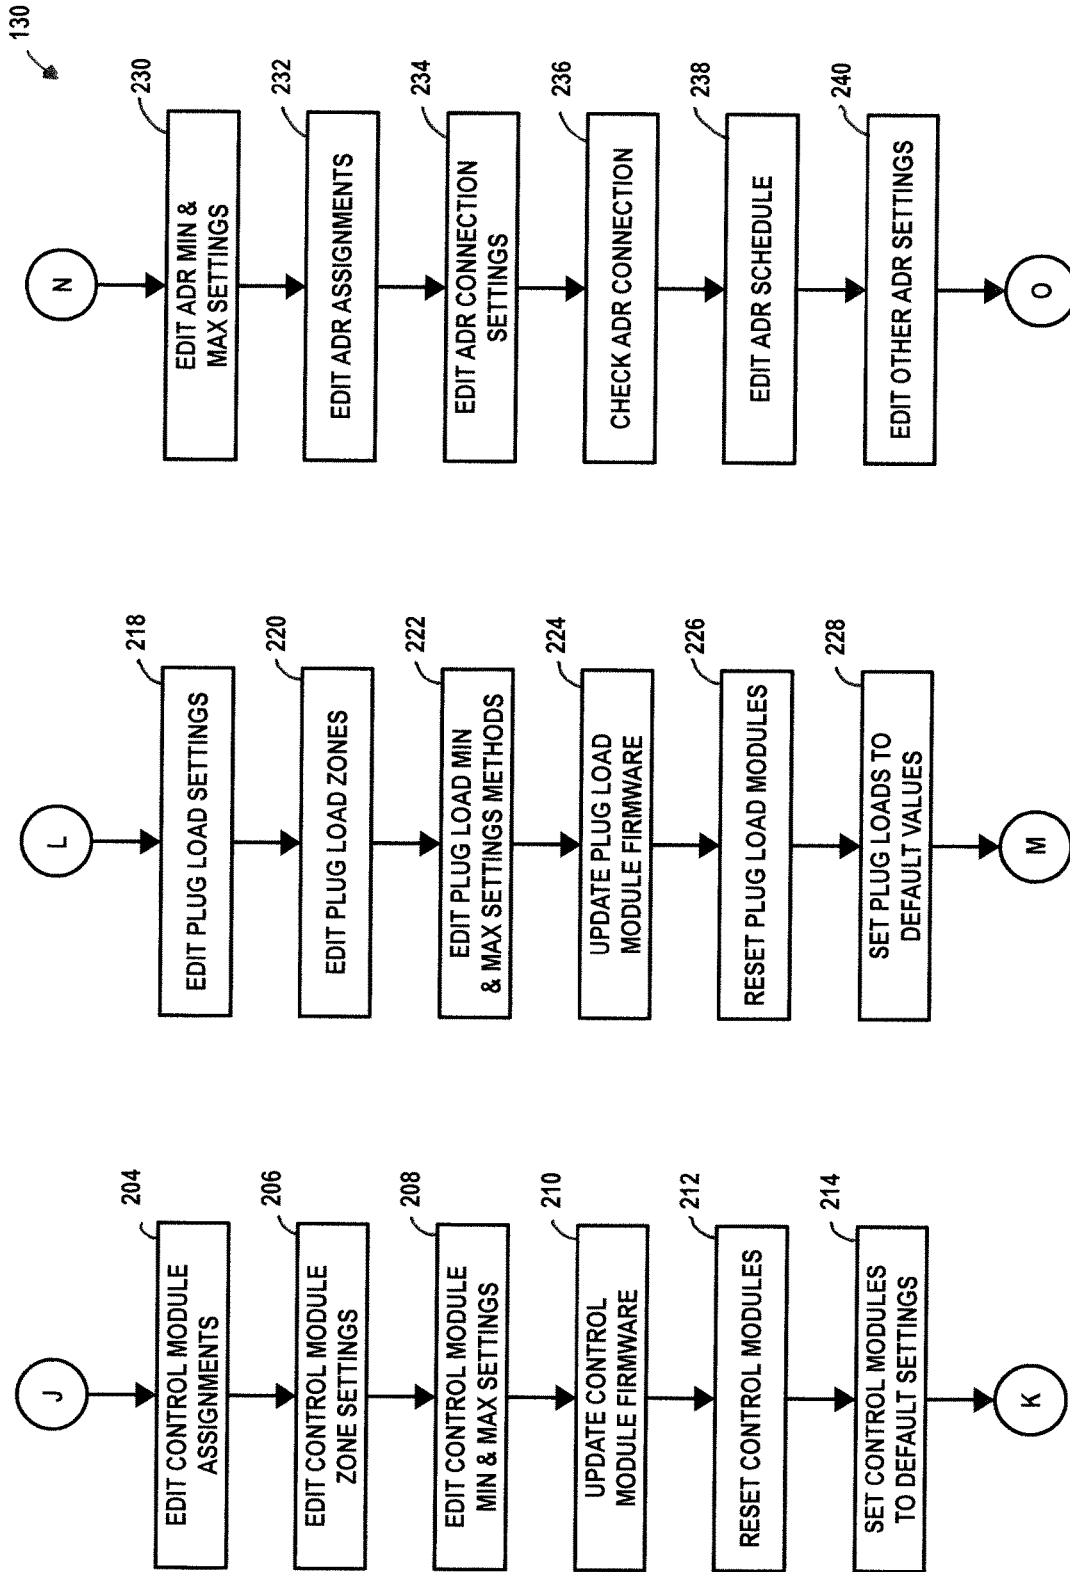 130
J
204
EDIT CONTROL MODULE
ASSIGNMENTS
206
EDIT CONTROL MODULE
ZONE SETTINGS
208
EDIT CONTROL MODULE
MIN & MAX SETTINGS
210
UPDATE CONTROL
MODULE FIRMWARE
212
RESET CONTROL MODULES
214
SET CONTROL MODULES
TO DEFAULT SETTINGS
K
L
218
EDIT PLUG LOAD SETTINGS
220
EDIT PLUG LOAD ZONES
222
EDIT PLUG LOAD MIN
& MAX SETTINGS METHODS
224
UPDATE PLUG LOAD
MODULE FIRMWARE
226
RESET PLUG LOAD MODULES
228
SET PLUG LOADS TO
DEFAULT VALUES
M
N
230
EDIT ADR MIN &
MAX SETTINGS
232
EDIT ADR ASSIGNMENTS
234
EDIT ADR CONNECTION
SETTINGS
236
CHECK ADR CONNECTION
238
EDIT ADR SCHEDULE
240
EDIT OTHER ADR SETTINGS
O